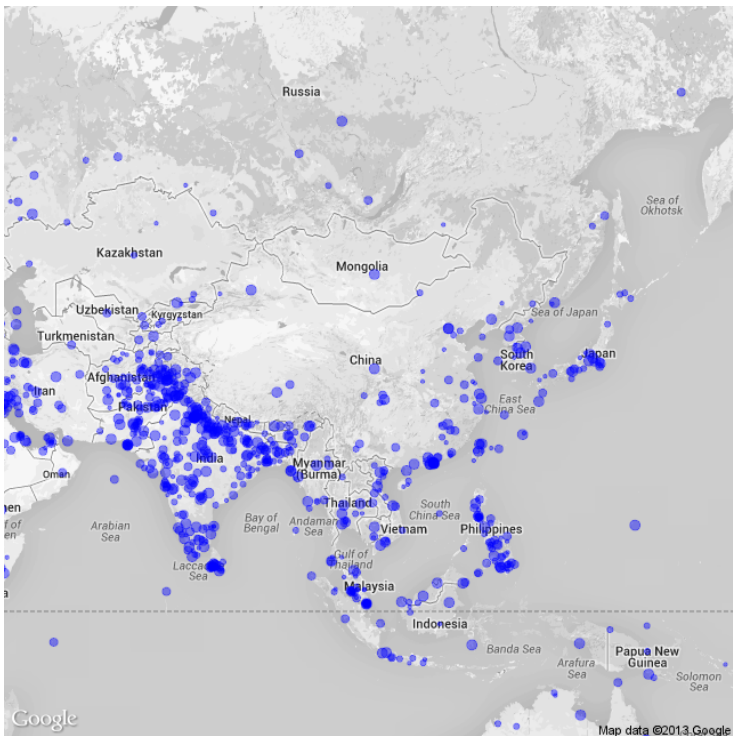 Russia
Sea of
Okhotsk
Kazakhstan
Mongolia
Uzbekistan
Kyrgyzstan
Sea of Japan
Turkmenistan
China
South
Korea
Japan
Afghanistan
Iran
Pakistan
East
China Sea
Nepal
India
Myanmar
(Burma)
Oman
Thailand
South
China Sea
Arabian
Sea
Bay of
Bengal
Andaman
Sea
Vietnam
Philippines
Gulf of
Thailand
Sea
Malaysia
Indonesia
Banda Sea
Papua New
Guinea
Arafura
Sea
Solomon
Sea
Google
Map data ©2013 Google